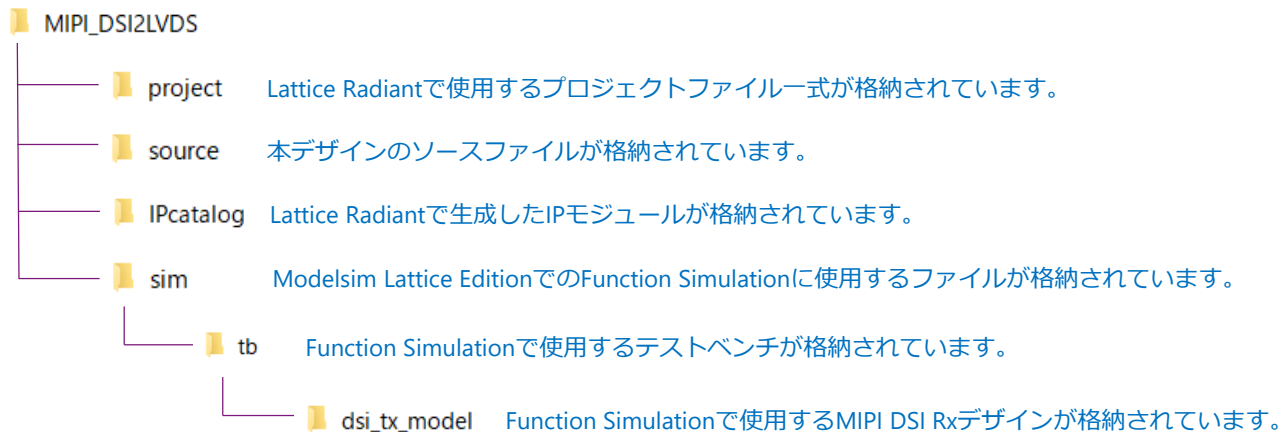 MIPI_DSI2LVDS
project Lattice Radiantで使用するプロジェクトファイル一式が格納されています。
source 本デザインのソースファイルが格納されています。
IPcatalog Lattice Radiantで生成したIPモジュールが格納されています。
sim Modelsim Lattice EditionでのFunction Simulationに使用するファイルが格納されています。
tb Function Simulationで使用するテストベンチが格納されています。
dsi_tx_model Function Simulationで使用するMIPI DSI Rxデザインが格納されています。